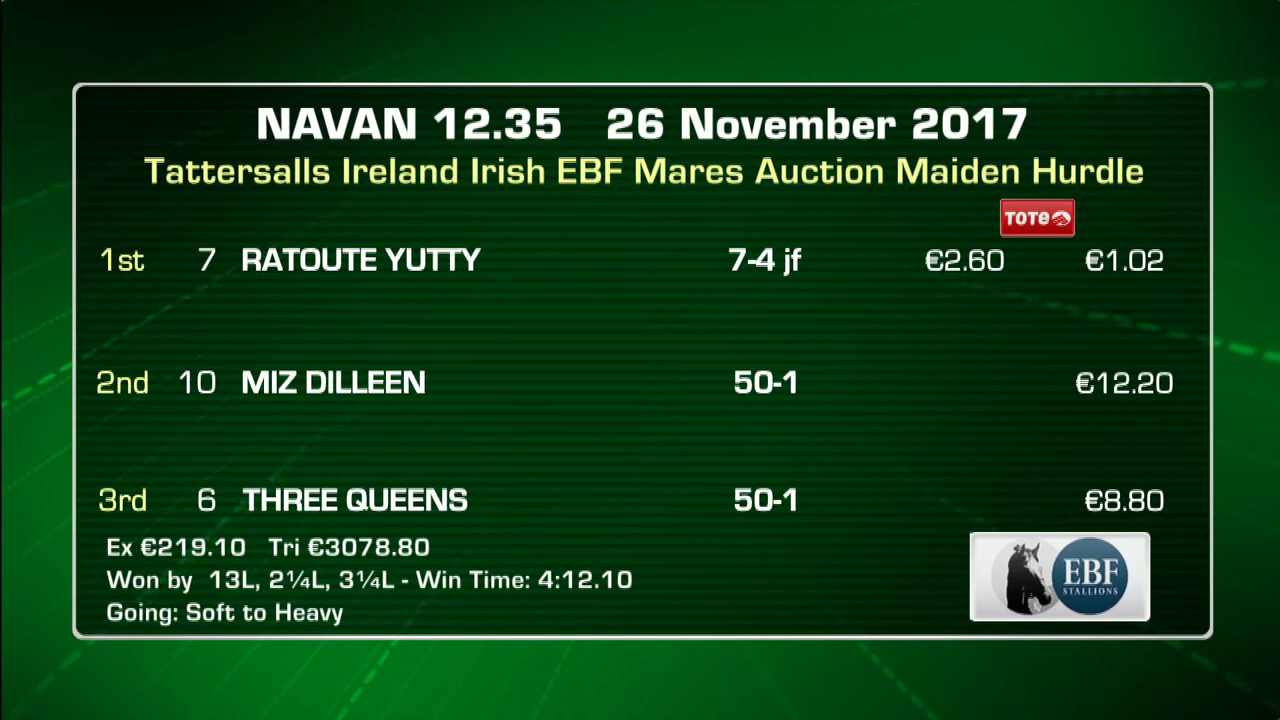 NAVAN 12.35 26 November 2017
Tattersalls Ireland Irish EBF Mares Auction Maiden Hurdle
TOTe
1st 7 RATOUTE YUTTY 7-4 jf €2.60 €1.02
2nd 10 MIZ DILLEEN 50-1 €12.20
3rd 6 THREE QUEENS 50-1 €8.80
Ex €219.10 Tri €3078.80
Won by 13L, 2¼L, 3¼L - Win Time: 4:12.10
Going: Soft to Heavy
EBF
STALLIONS